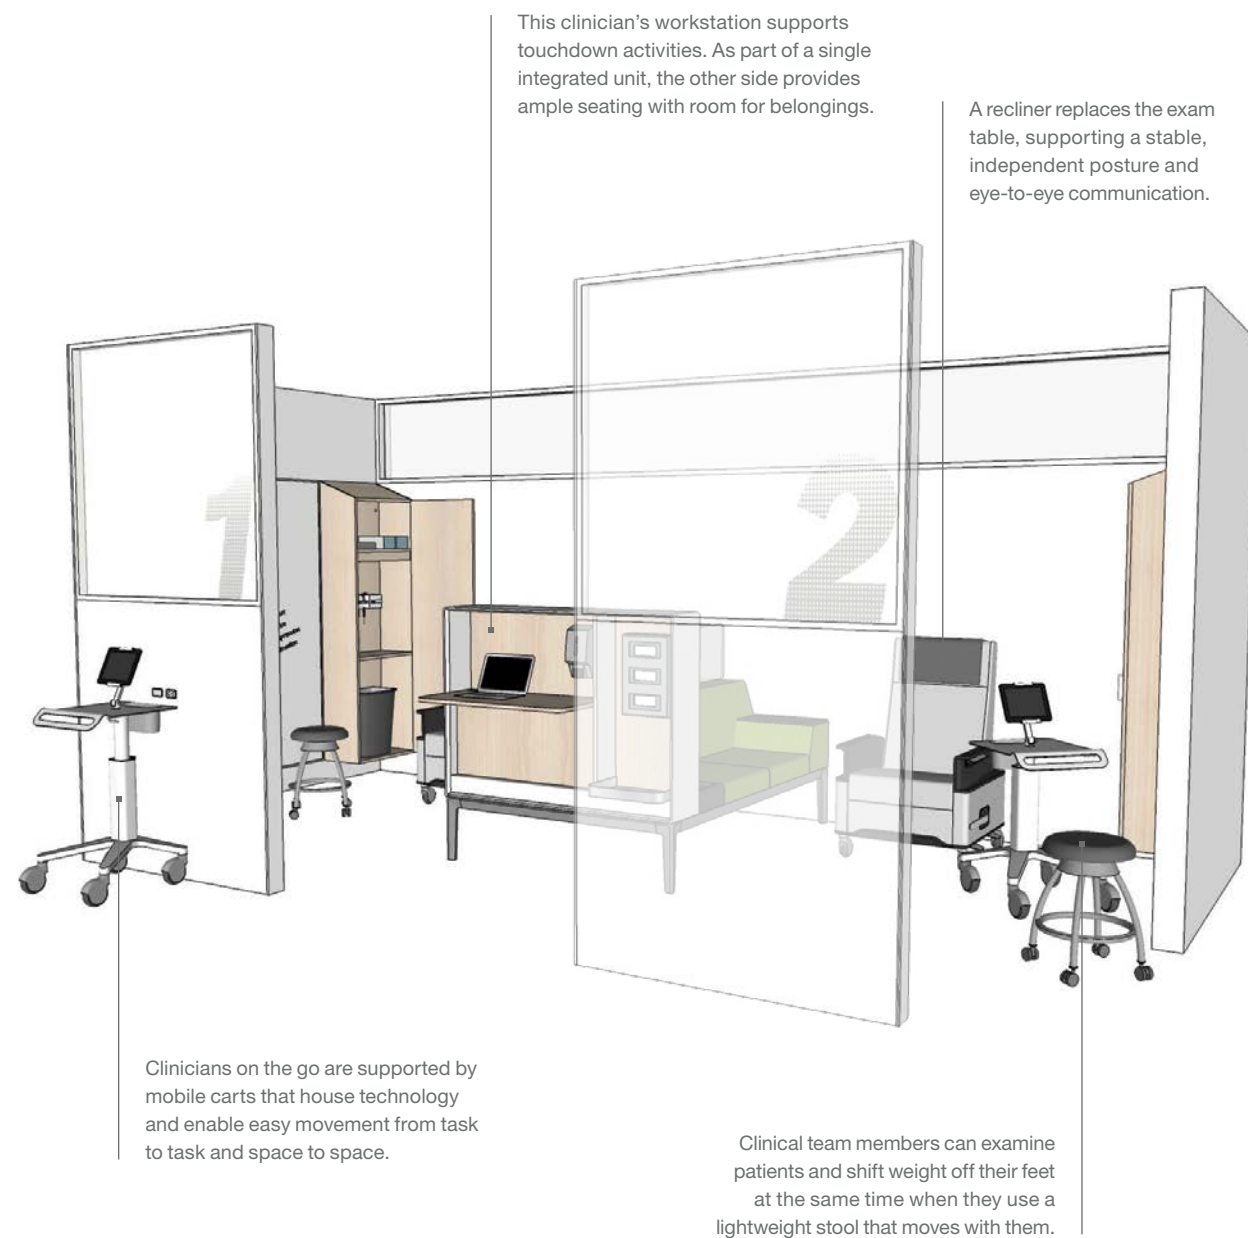 This clinician’s workstation supports
touchdown activities. As part of a single
integrated unit, the other side provides
ample seating with room for belongings.
A recliner replaces the exam
table, supporting a stable,
independent posture and
eye-to-eye communication.
1
2
Clinicians on the go are supported by
mobile carts that house technology
and enable easy movement from task
to task and space to space.
Clinical team members can examine
patients and shift weight off their feet
at the same time when they use a
lightweight stool that moves with them.